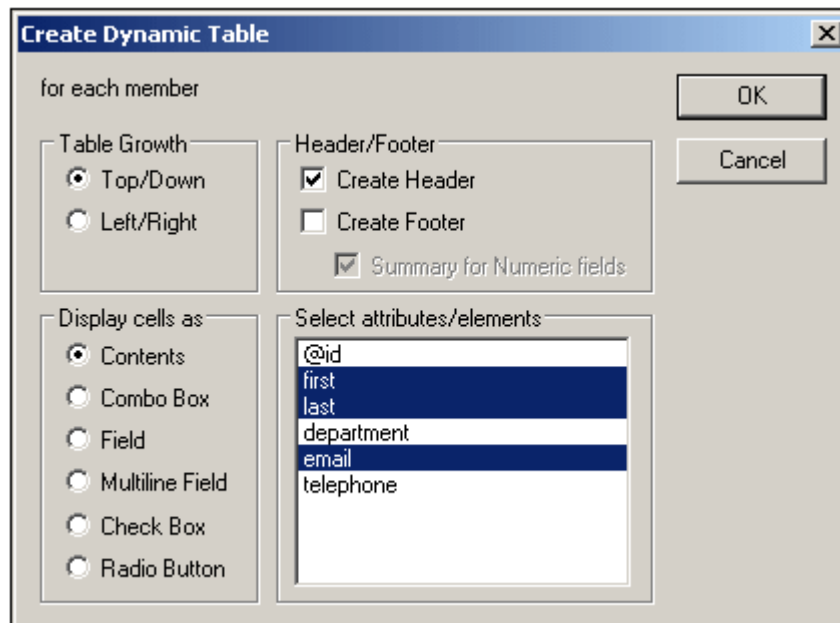 Create Dynamic Table
for each member
OK
Cancel
Table Growth
Top/Down
Left/Right
Header/Footer
Create Header
Create Footer
Summary for Numeric fields
Display cells as
Contents
Combo Box
Field
Multiline Field
Check Box
Radio Button
Select attributes/elements
@id
first
last
department
email
telephone